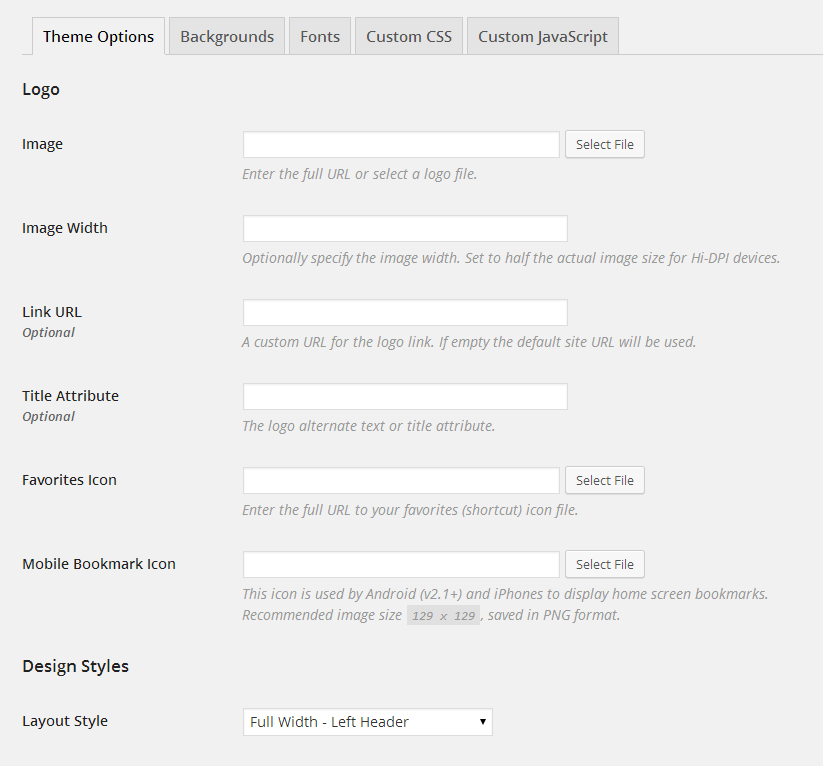 Theme Options Backgrounds Fonts Custom CSS Custom JavaScript
Logo
Image Select File
Enter the full URL or select a logo file.
Image Width
Optionally specify the image width. Set to half the actual image size for Hi-DPI devices.
Link URL
Optional
A custom URL for the logo link. If empty the default site URL will be used.
Title Attribute
Optional
The logo alternate text or title attribute.
Favorites Icon Select File
Enter the full URL to your favorites (shortcut) icon file.
Mobile Bookmark Icon Select File
This icon is used by Android (v2.1+) and iPhones to display home screen bookmarks.
Recommended image size 129 x 129, saved in PNG format.
Design Styles
Layout Style Full Width - Left Header